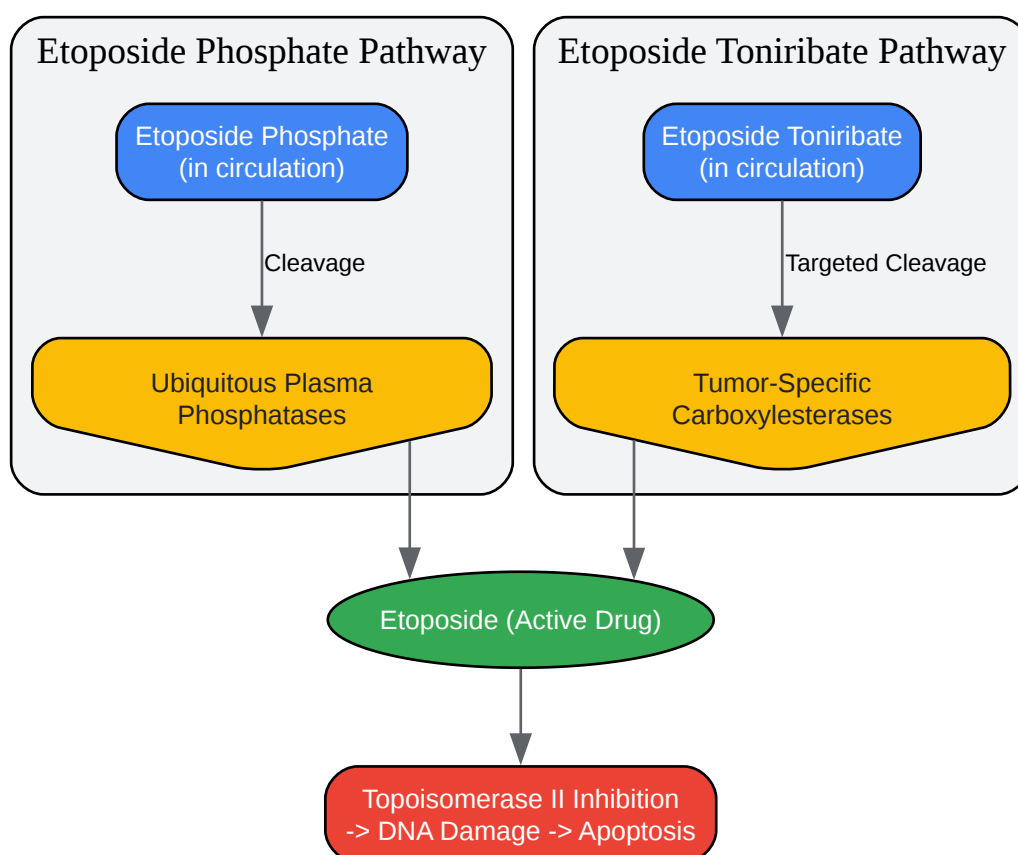 Etoposide Phosphate Pathway
Etoposide Phosphate
(in circulation)
Cleavage
Ubiquitous Plasma
Phosphatases
Etoposide Toniribate Pathway
Etoposide Toniribate
(in circulation)
Targeted Cleavage
Tumor-Specific
Carboxylesterases
Etoposide (Active Drug)
Topoisomerase II Inhibition
-> DNA Damage -> Apoptosis